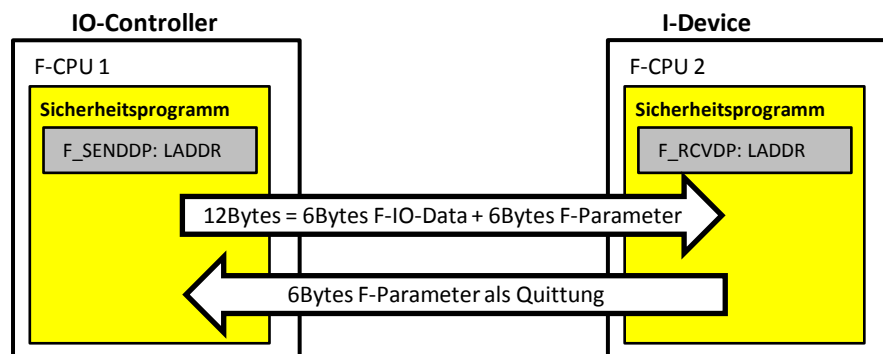 IO-Controller
I-Device
F-CPU 1
F-CPU 2
Sicherheitsprogramm
Sicherheitsprogramm
F_SENDDP: LADDR
F_RCVDP: LADDR
12Bytes = 6Bytes F-IO-Data + 6Bytes F-Parameter
6Bytes F-Parameter als Quittung